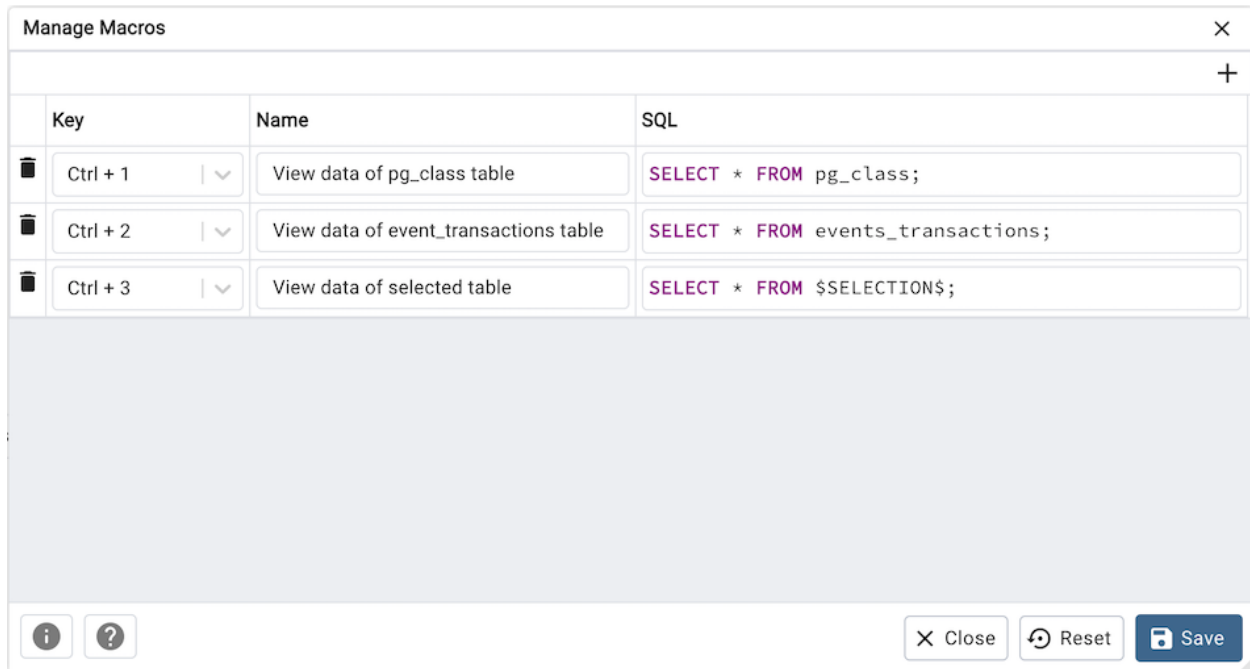 Manage Macros
Key Name SQL
Ctrl + 1 View data of pg_class table SELECT * FROM pg_class;
Ctrl + 2 View data of event_transactions table SELECT * FROM events_transactions;
Ctrl + 3 View data of selected table SELECT * FROM $SELECTION$;
Close Reset Save